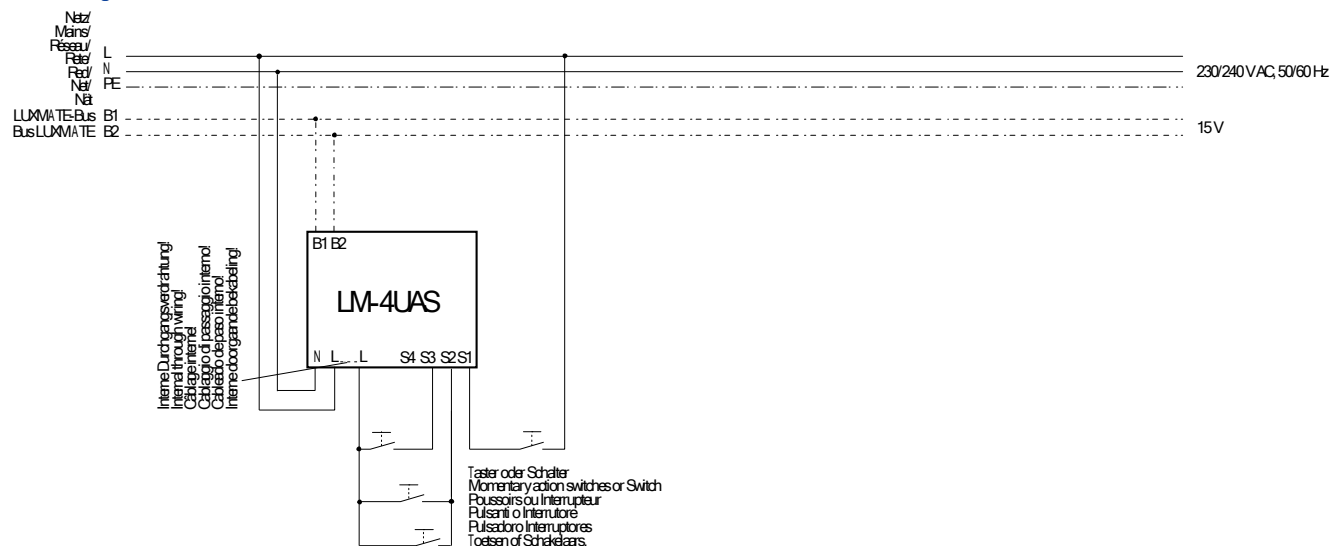 Netz/
Mains/
Réseau/
Rete/
Red/
Net/
Nät
L
N
PE
230/240 VAC, 50/60 Hz
LUXMATE-Bus B1
Bus LUXMATE B2
15 V
B1 B2
LM-4UAS
N L L S4 S3 S2 S1
Interne Durchgangsverdrahtung!
Internal through wiring!
Câblage interne!
Cablaggio di passaggio interno!
Cableado de paso interno!
Interne doorgaande bekabeling!
Taster oder Schalter
Momentary action switches or Switch
Poussoirs ou Interrupteur
Pulsanti o Interrutore
Pulsador o Interruptores
Toetsen of Schakelaars.